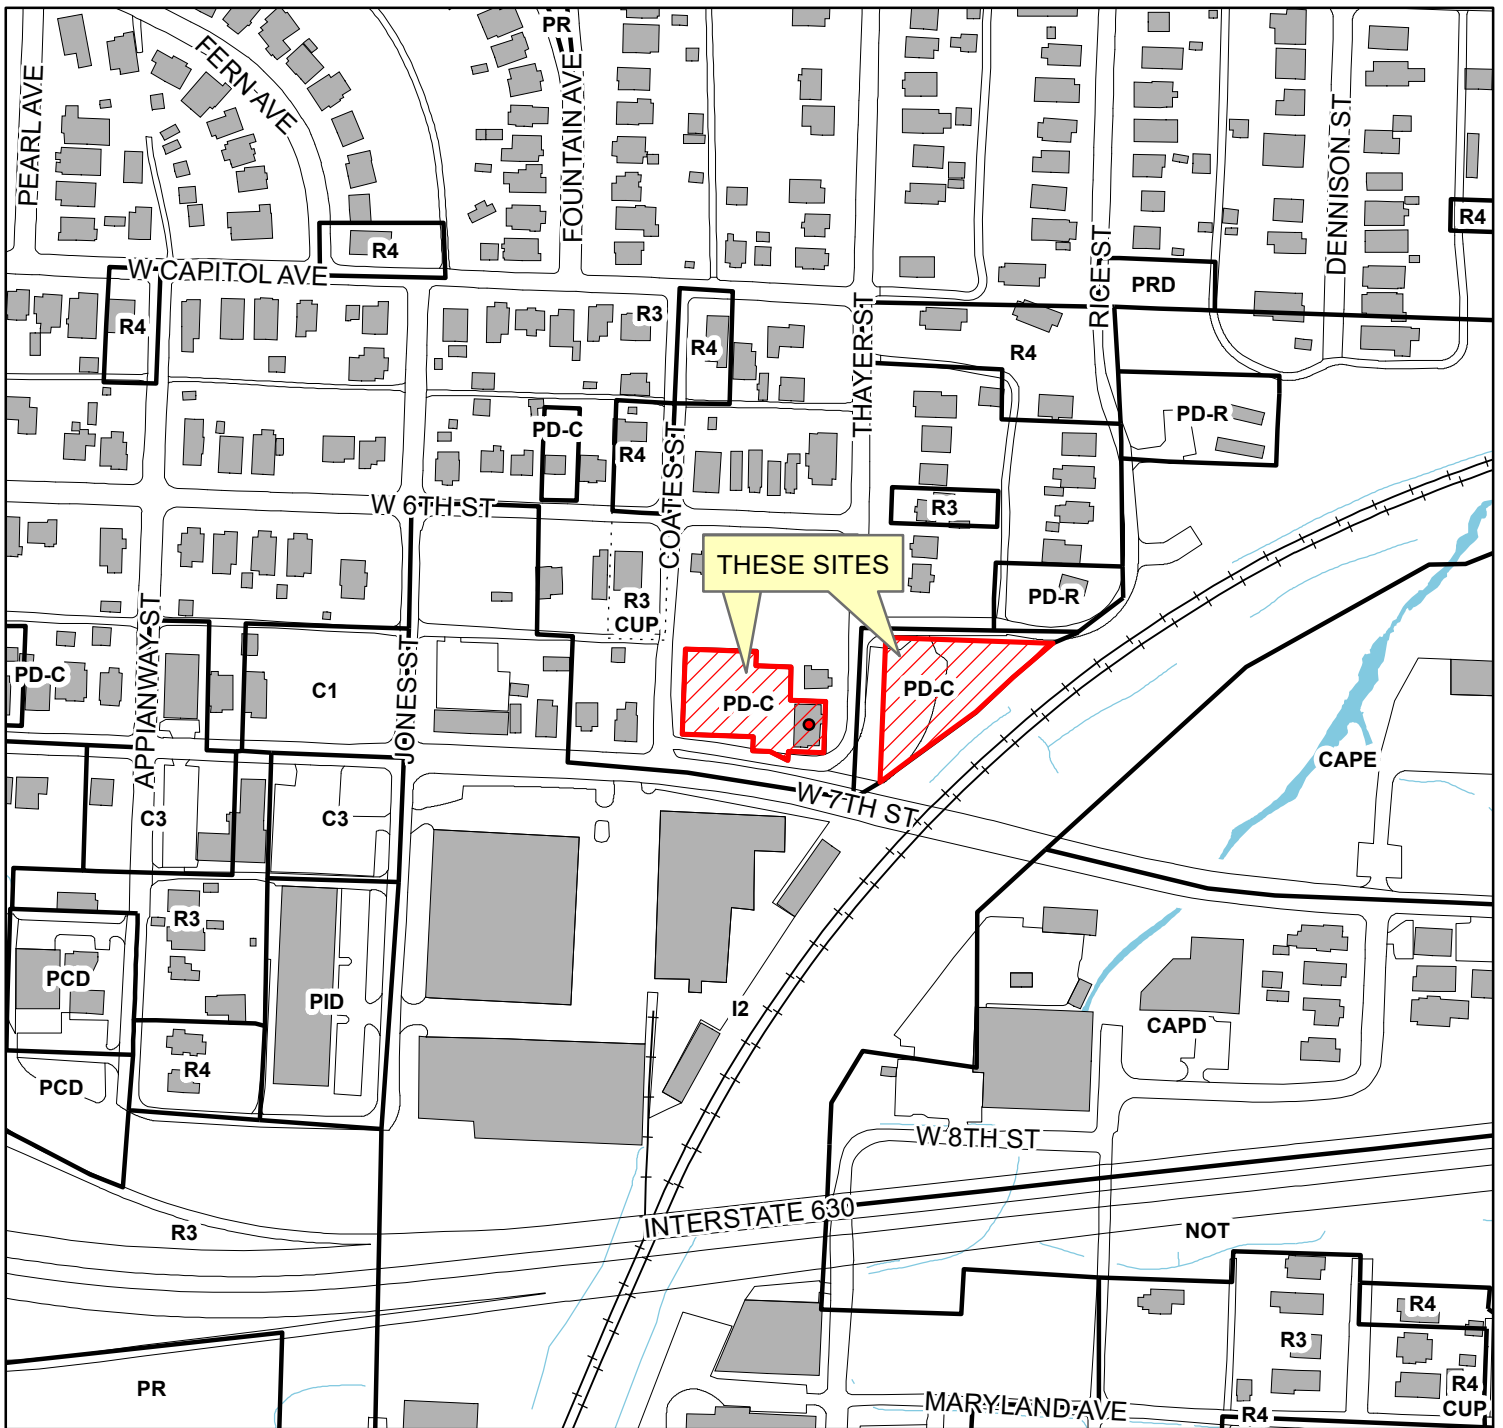 PR
FERN AVE
PEARL AVE
FOUNTAIN AVE
DENNISON ST
R4
R4
W CAPITOL AVE
RICE ST
PRD
R4
R3
R4
THAYER ST
R4
PD-C
R4
COATES ST
PD-R
W 6TH ST
R3
THESE SITES
R3
CUP
PD-R
APPIANWAY ST
JONES ST
PD-C
C1
PD-C
PD-C
CAPE
C3
C3
W 7TH ST
R3
PCD
PID
I2
CAPD
R4
PCD
W 8TH ST
INTERSTATE 630
R3
NOT
R4
R3
PR
R4
CUP
MARYLAND AVE
R4